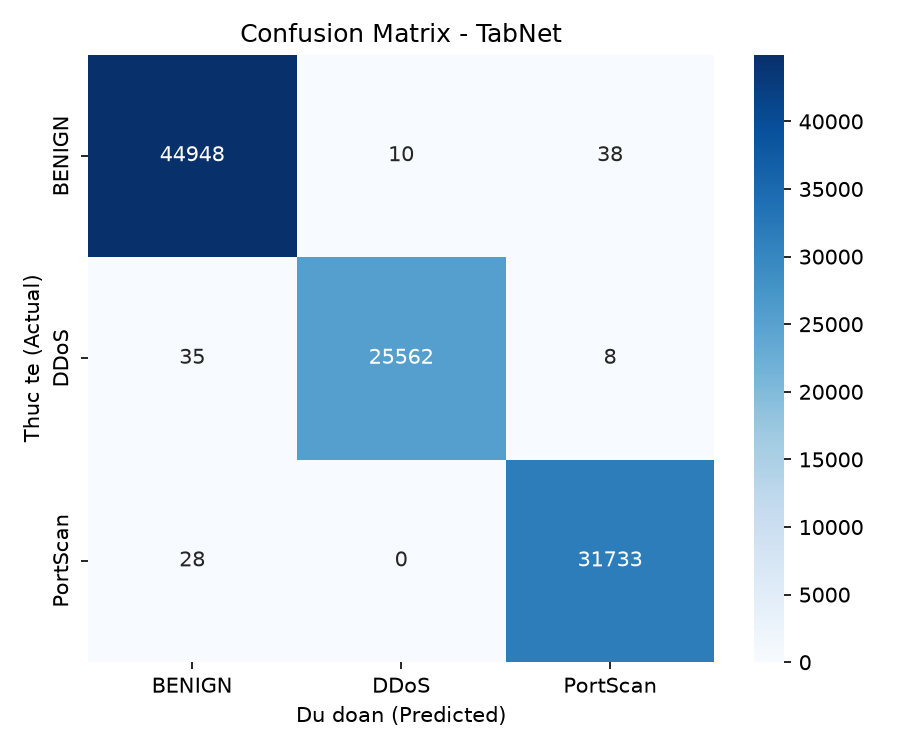 Confusion Matrix - TabNet
Thuc te (Actual)
BENIGN
44948 10 38
DDoS
35 25562 8
PortScan
28 0 31733
BENIGN DDoS PortScan
Du doan (Predicted)
40000
35000
30000
25000
20000
15000
10000
5000
0